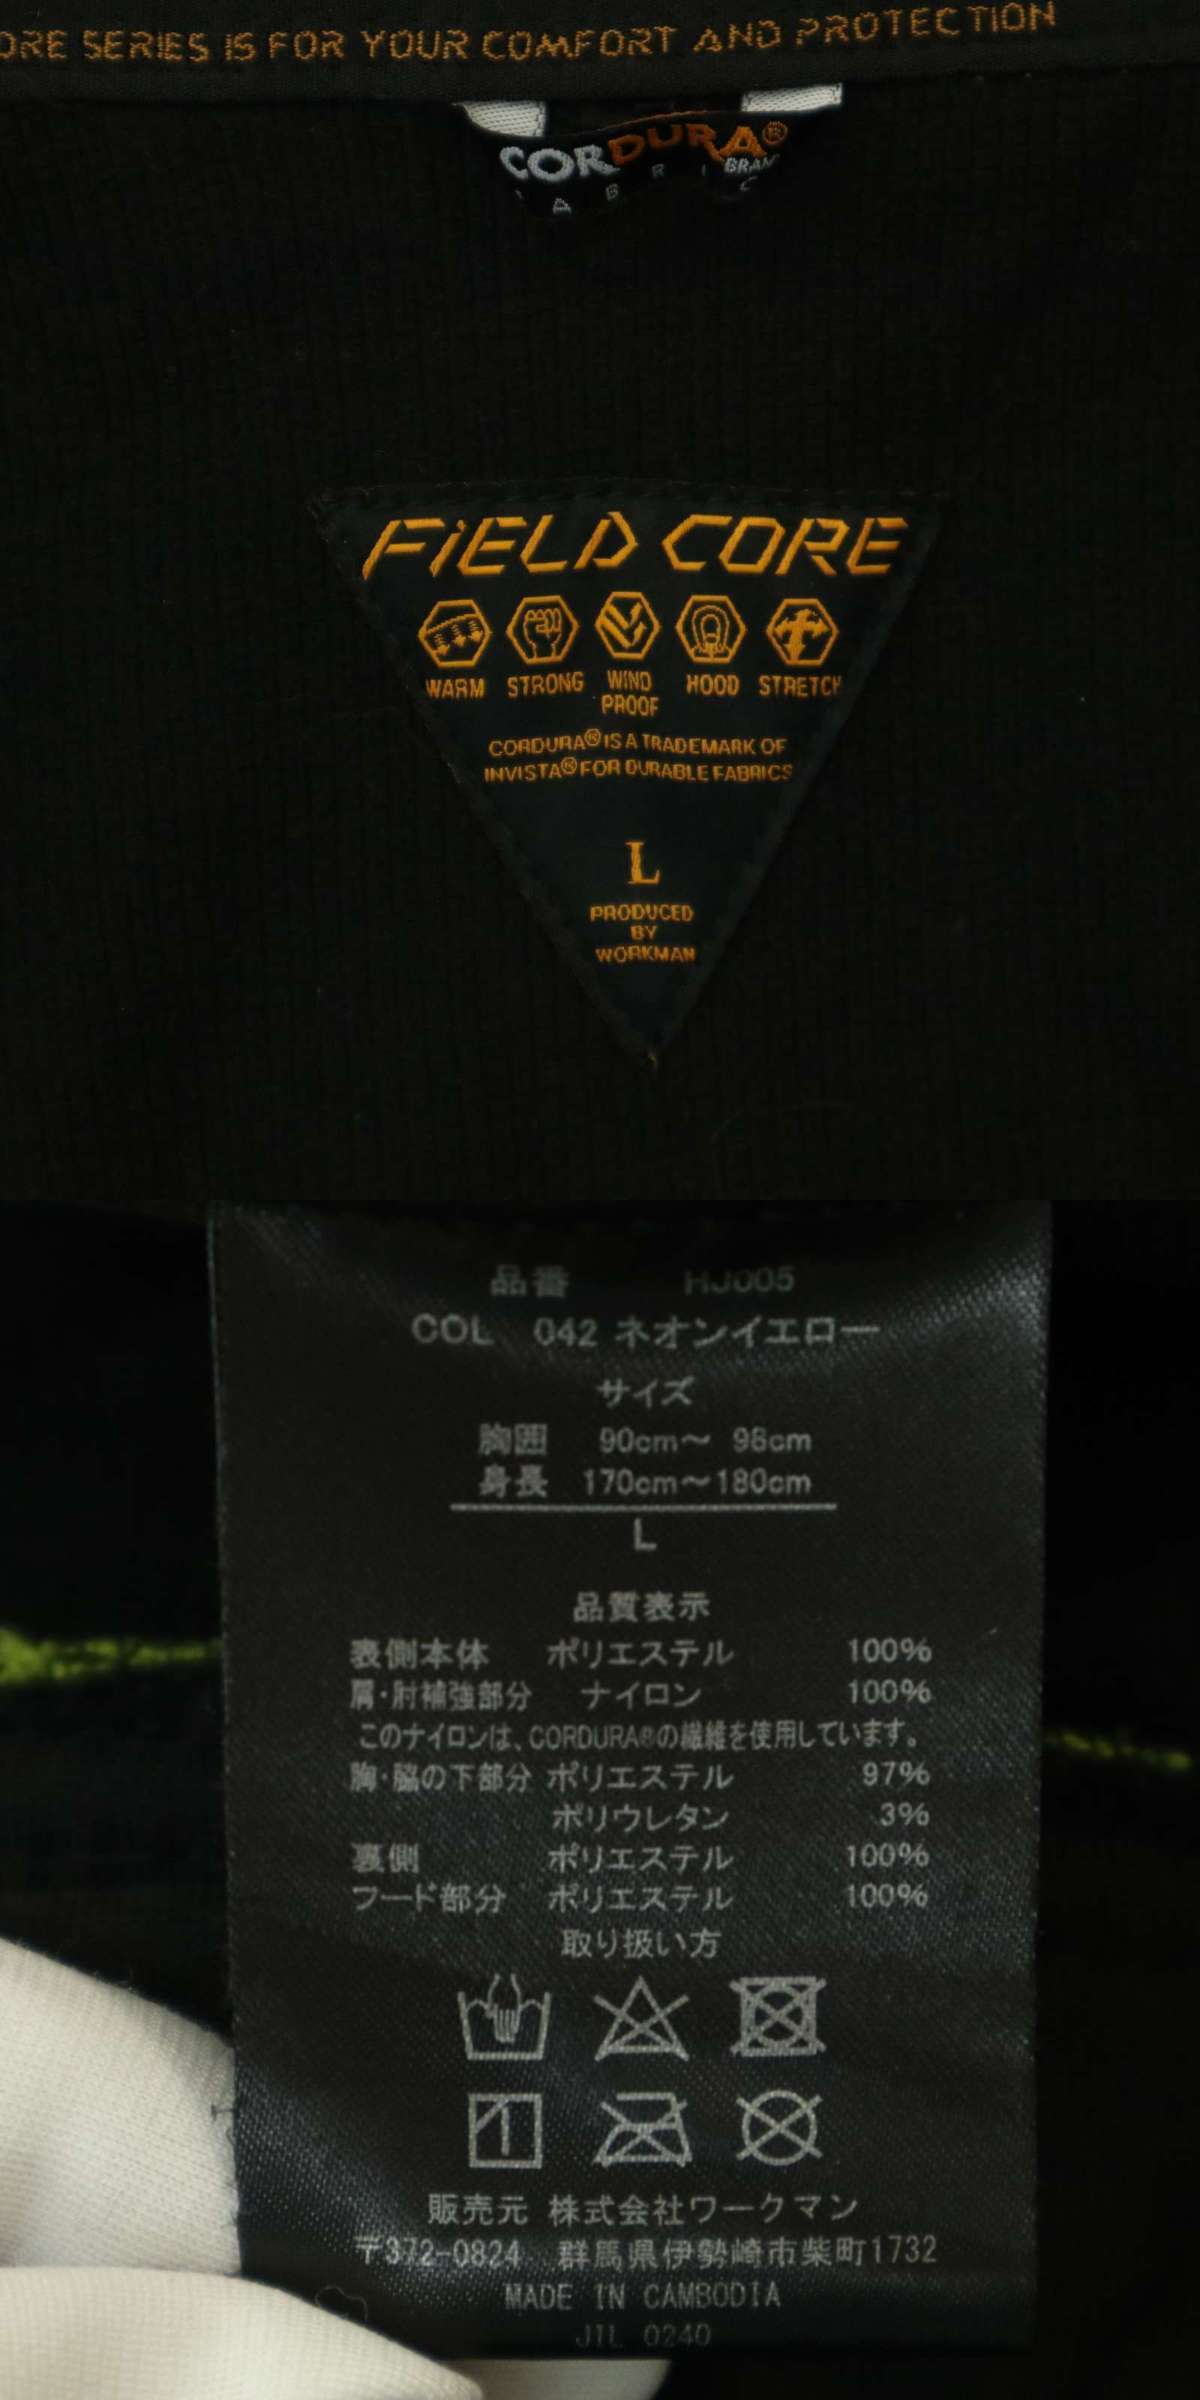 ORE SERIES IS FOR YOUR COMFORT AND PROTECTION
CORDURA®
BRAND
FABRIC
FIELD CORE
WARM STRONG WIND PROOF HOOD STRETCH
CORDURA® IS A TRADEMARK OF
INVISTA® FOR DURABLE FABRICS
L
PRODUCED
BY
WORKMAN
品番 HJ005
COL 042 ネオンイエロー
サイズ
胸囲 90cm～ 98cm
身長 170cm～180cm
L
品質表示
表側本体 ポリエステル 100%
肩・肘補強部分 ナイロン 100%
このナイロンは、CORDURA®の繊維を使用しています。
胸・脇の下部分 ポリエステル 97%
ポリウレタン 3%
裏側 ポリエステル 100%
フード部分 ポリエステル 100%
取り扱い方
販売元 株式会社ワークマン
〒372-0824 群馬県伊勢崎市柴町1732
MADE IN CAMBODIA
JIL 0240